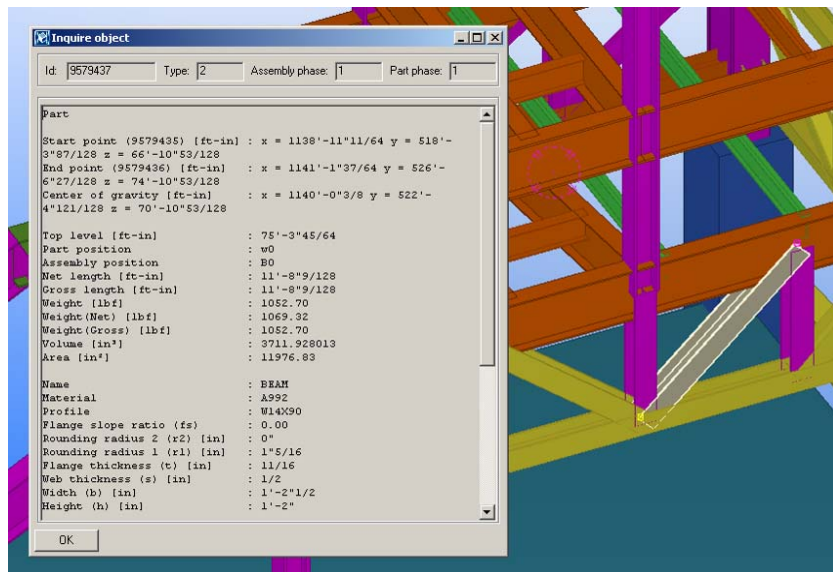 Inquire object
Id: 9579437 Type: 2 Assembly phase: 1 Part phase: 1
Part
Start point (9579435) [ft-in] : x = 1138'-11"11/64 y = 518'-
3"87/128 z = 66'-10"53/128
End point (9579436) [ft-in] : x = 1141'-1"37/64 y = 526'-
6"27/128 z = 74'-10"53/128
Center of gravity [ft-in] : x = 1140'-0"3/8 y = 522'-
4"121/128 z = 70'-10"53/128
Top level [ft-in] : 75'-3"45/64
Part position : w0
Assembly position : B0
Net length [ft-in] : 11'-8"9/128
Gross length [ft-in] : 11'-8"9/128
Weight [lbf] : 1052.70
Weight(Net) [lbf] : 1069.32
Weight(Gross) [lbf] : 1052.70
Volume [in³] : 3711.928013
Area [in²] : 11976.83
Name : BEAM
Material : A992
Profile : W14X90
Flange slope ratio (fs) : 0.00
Rounding radius 2 (r2) [in] : 0"
Rounding radius 1 (r1) [in] : 1"5/16
Flange thickness (t) [in] : 11/16
Web thickness (s) [in] : 1/2
Width (b) [in] : 1'-2"1/2
Height (h) [in] : 1'-2"
OK